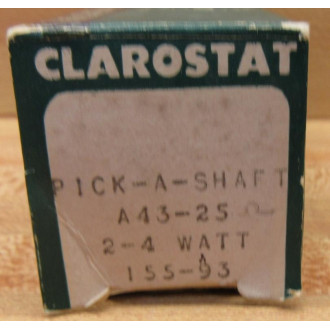 CLAROSTAT
PICK-A-SHAFT
A43-25 Ω
2-4 WATT
155-93